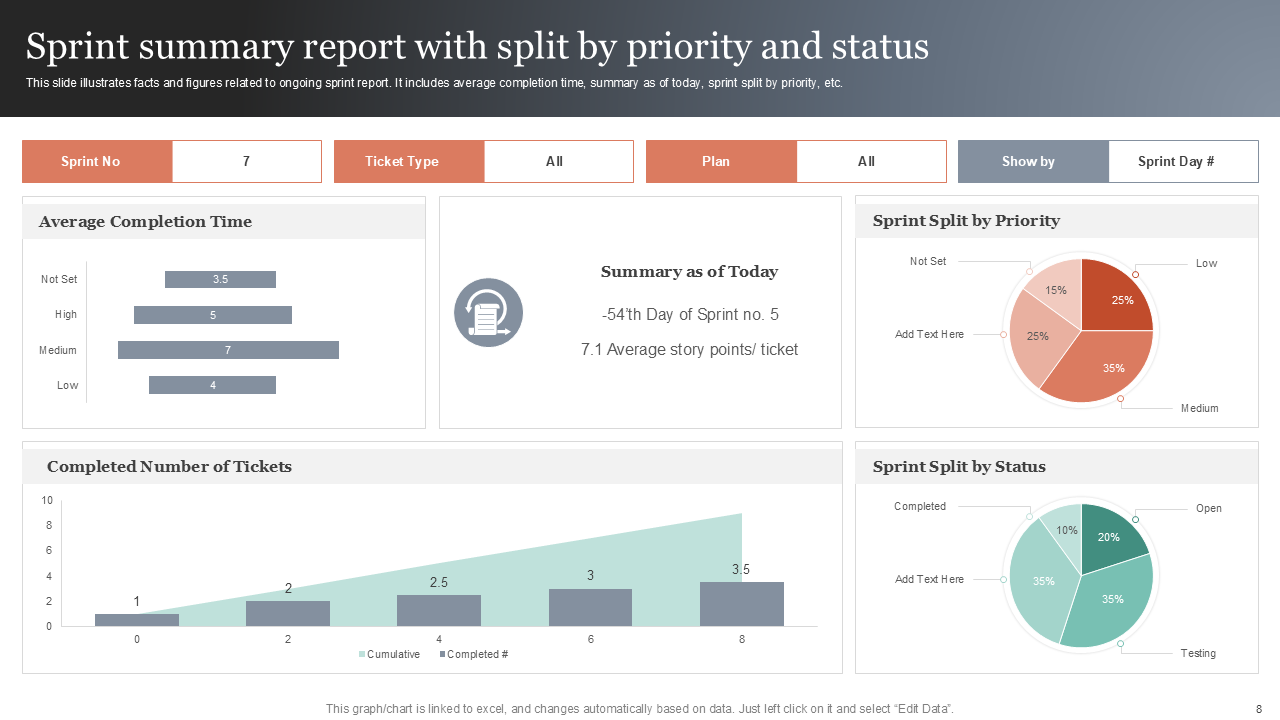 Sprint summary report with split by priority and status
This slide illustrates facts and figures related to ongoing sprint report. It includes average completion time, summary as of today, sprint split by priority, etc.
Sprint No
7
Ticket Type
All
Plan
All
Show by
Sprint Day #
Average Completion Time
Not Set
3.5
High
5
Medium
7
Low
4
Summary as of Today
-54’th Day of Sprint no. 5
7.1 Average story points/ ticket
Sprint Split by Priority
Not Set
Low
15%
25%
Add Text Here
25%
35%
Medium
Completed Number of Tickets
10
8
6
4
2
0
1
2
2.5
3
3.5
0
2
4
6
8
Cumulative
Completed #
Sprint Split by Status
Completed
Open
10%
20%
Add Text Here
35%
35%
Testing
This graph/chart is linked to excel, and changes automatically based on data. Just left click on it and select “Edit Data”.
8